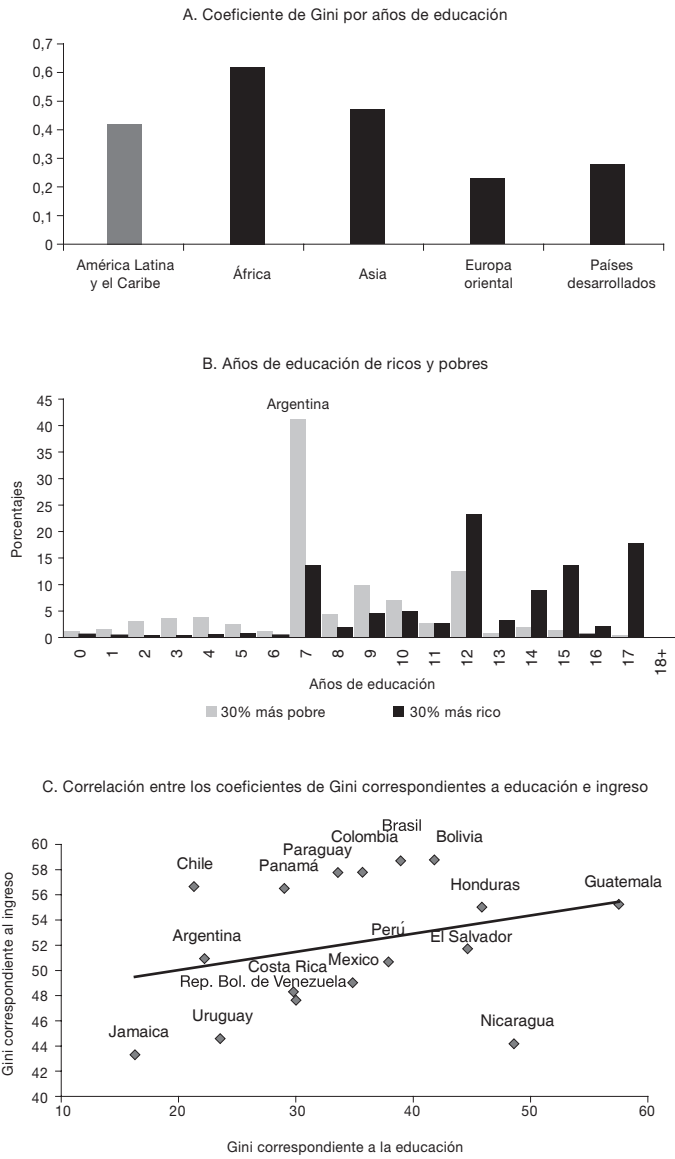 A. Coeficiente de Gini por años de educación
0,7
0,6
0,5
0,4
0,3
0,2
0,1
0
América Latina
y el Caribe
África
Asia
Europa
oriental
Países
desarrollados
B. Años de educación de ricos y pobres
Porcentajes
45
40
35
30
25
20
15
10
5
0
Argentina
0 1 2 3 4 5 6 7 8 9 10 11 12 13 14 15 16 17 18+
Años de educación
30% más pobre
30% más rico
C. Correlación entre los coeficientes de Gini correspondientes a educación e ingreso
Gini correspondiente al ingreso
60
58
56
54
52
50
48
46
44
42
40
Brasil
Colombia
Bolivia
Paraguay
Chile
Panamá
Honduras
Guatemala
Perú
Argentina
El Salvador
Mexico
Costa Rica
Rep. Bol. de Venezuela
Uruguay
Nicaragua
Jamaica
10 20 30 40 50 60
Gini correspondiente a la educación